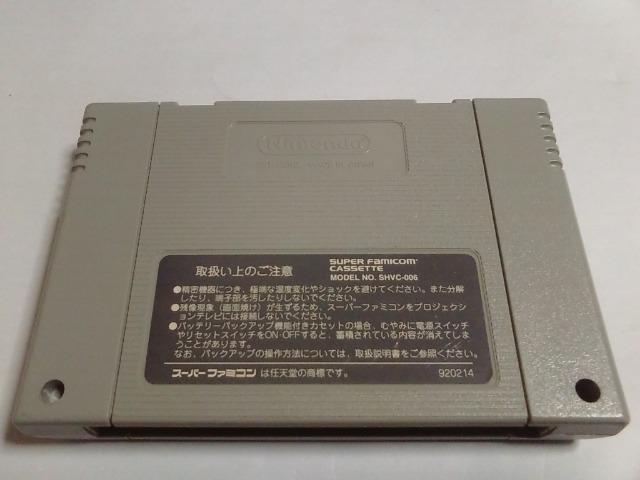 Nintendo
MADE IN JAPAN
取扱い上のご注意
SUPER FAMICOM™
CASSETTE
MODEL NO. SHVC-006
●精密機器につき、極端な温度変化やショックを避けてください。また分解
したり、端子部を汚したりしないでください。
●残像現象（画面焼け）が生ずるため、スーパーファミコンをプロジェクシ
ョンテレビには接続しないでください。
●バッテリーバックアップ機能付きカセットの場合、むやみに電源スイッチ
やリセットスイッチをON・OFFすると、蓄積されている内容が消えてしま
うことがあります。
なお、バックアップの操作方法については、取扱説明書をご参照ください。
スーパーファミコンは任天堂の商標です。
920214